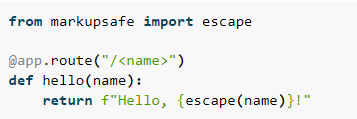 from markupsafe import escape
@app.route("/<name>")
def hello(name):
    return f"Hello, {escape(name)}!"